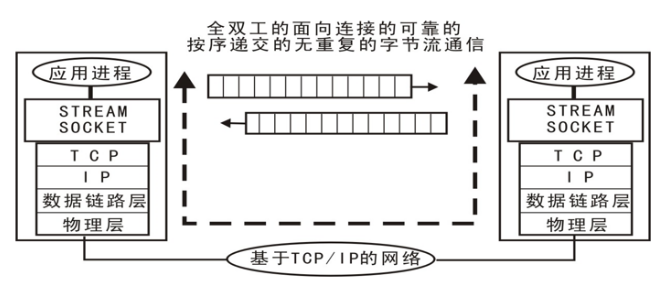 全双工的面向连接的可靠的
按序递交的无重复的字节流通信
应用进程
STREAM
SOCKET
TCP
IP
数据链路层
物理层
应用进程
STREAM
SOCKET
TCP
IP
数据链路层
物理层
基于TCP/IP的网络